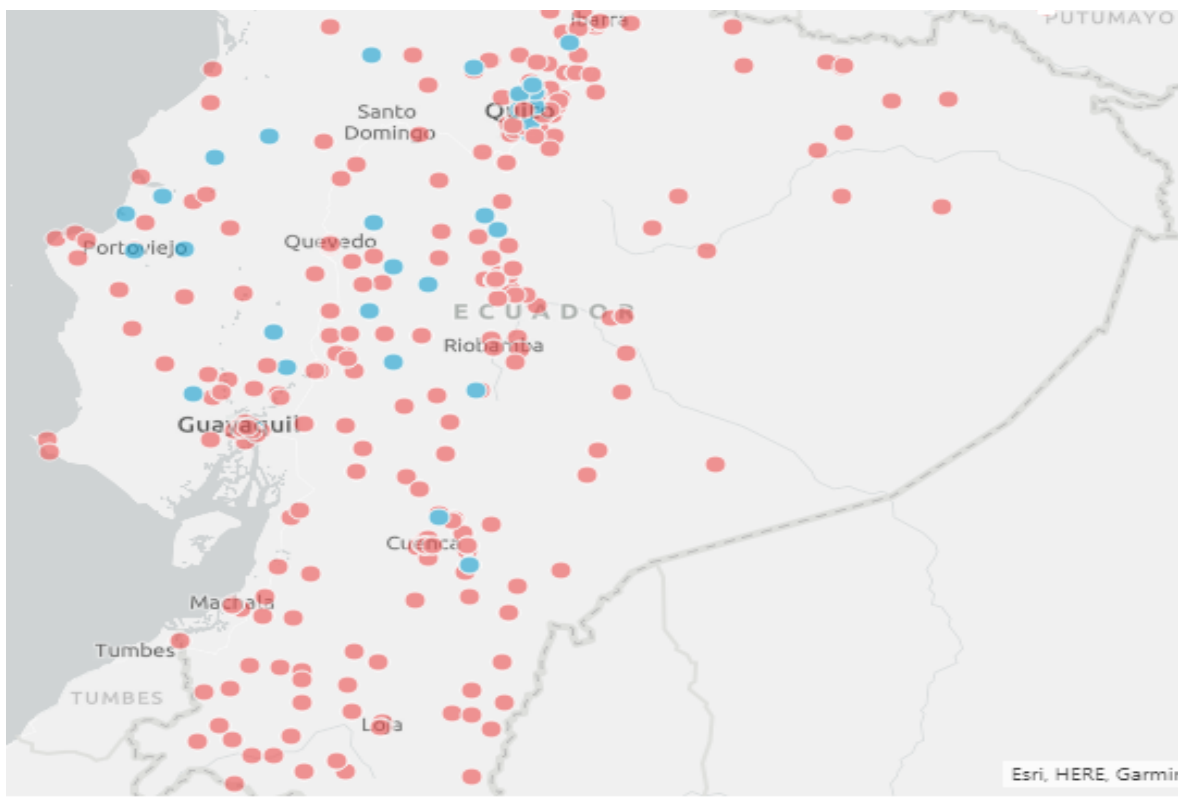 Ibarra
PUTUMAYO
Quito
Santo
Domingo
Portoviejo
Quevedo
ECUADOR
Riobamba
Guayaquil
Cuenca
Machala
Tumbes
TUMBES
Loja
Esri, HERE, Garmin